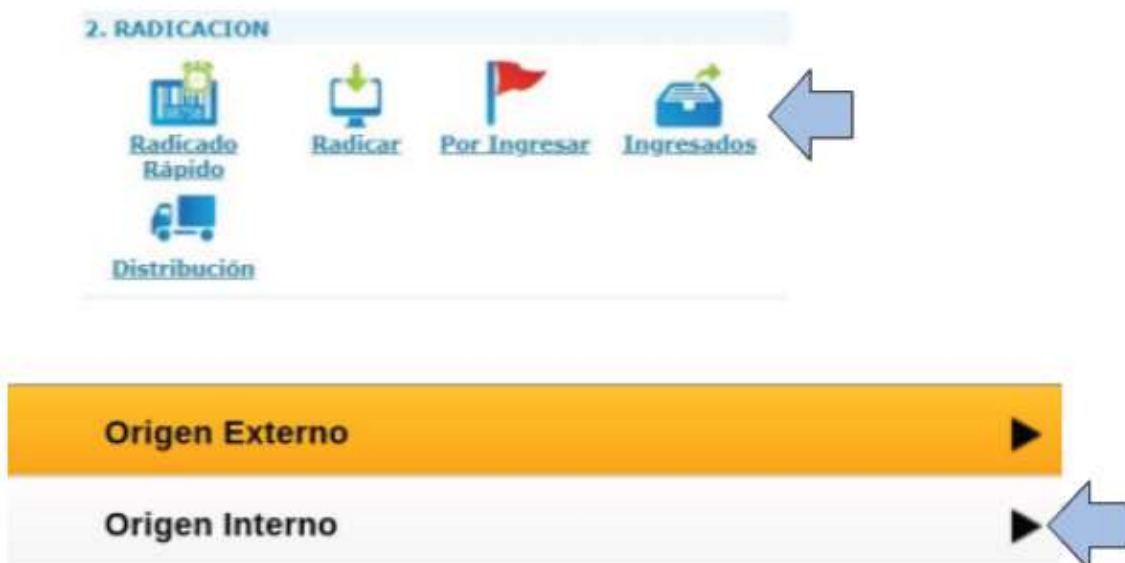 2. RADICACION
Radicado Radicar Por Ingresar Ingresados
Rápido
Distribución
Origen Externo
Origen Interno